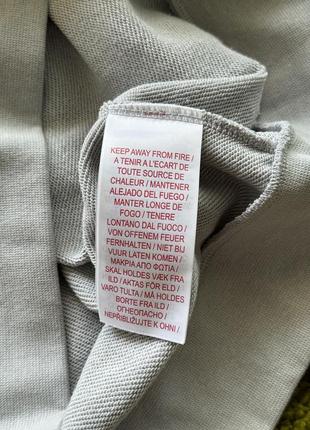 KEEP AWAY FROM FIRE /
A TENIR A L'ECART DE
TOUTE SOURCE DE
CHALEUR / MANTENER
ALEJADO DEL FUEGO /
MANTER LONGE DE
FOGO / TENERE
LONTANO DAL FUOCO /
VON OFFENEM FEUER
FERNHALTEN / NIET BIJ
VUUR LATEN KOMEN /
ΜΑΚΡΙΑ ΑΠΟ ΦΩΤΙΑ /
SKAL HOLDES VÆK FRA
ILD / AKTAS FÖR ELD /
VARO TULTA / MÅ HOLDES
BORTE FRA ILD /
ОГНЕОПАСНО /
NEPŘIBLIŽUJTE K OHNI /